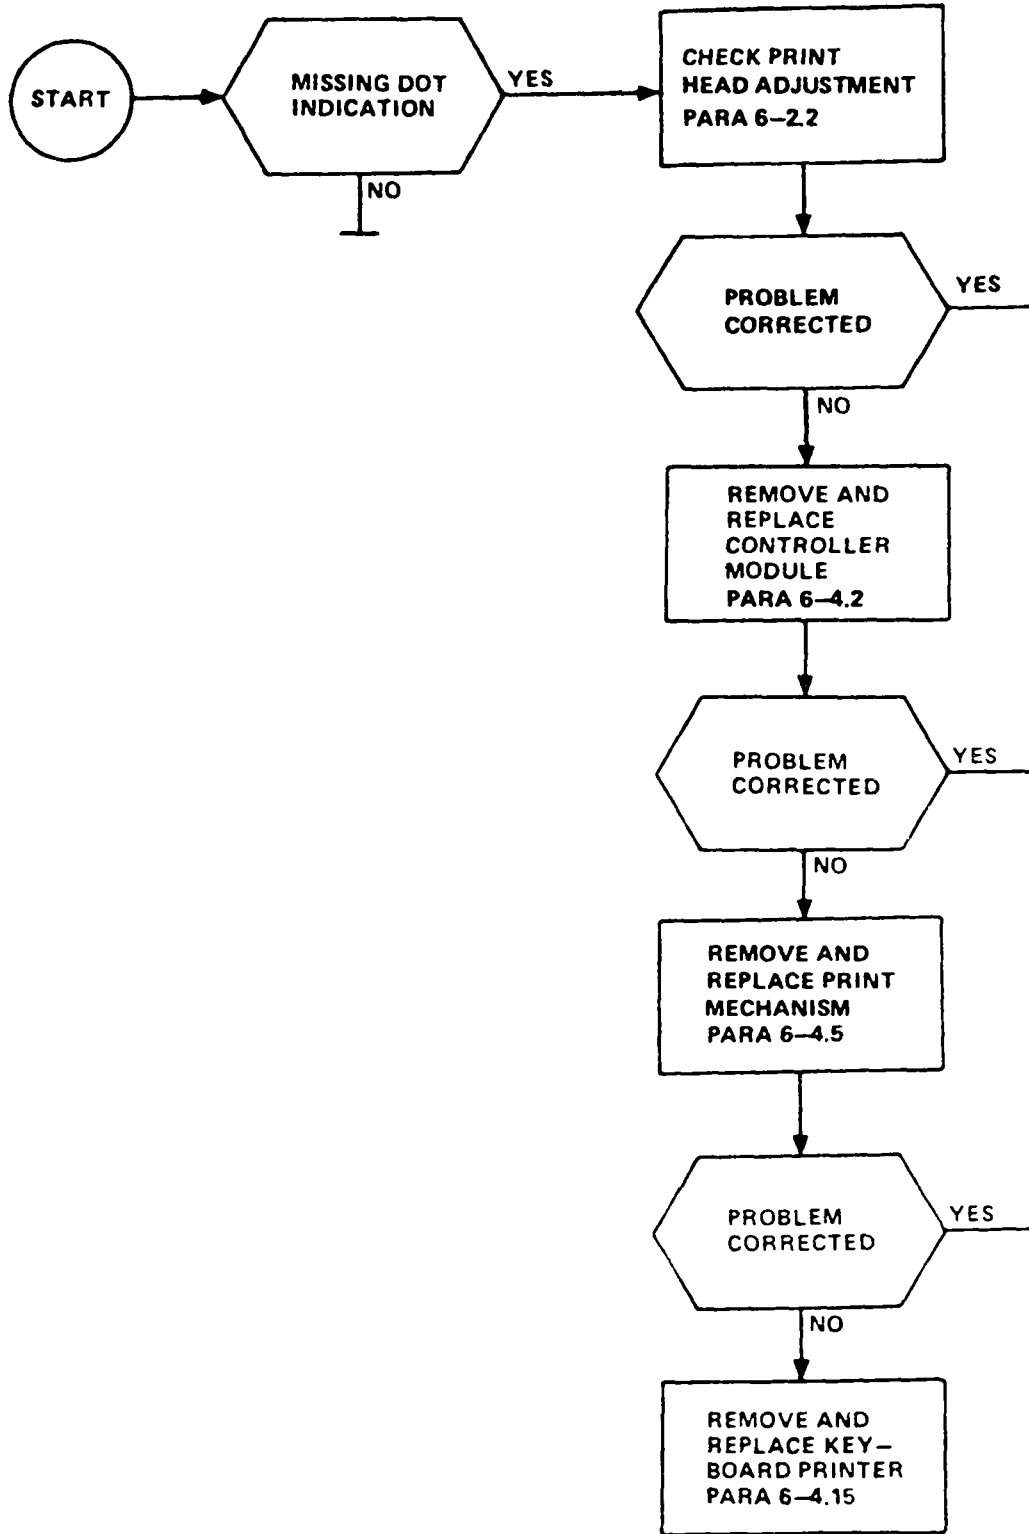 START
MISSING DOT
INDICATION
YES
NO
CHECK PRINT
HEAD ADJUSTMENT
PARA 6-2.2
PROBLEM
CORRECTED
YES
NO
REMOVE AND
REPLACE
CONTROLLER
MODULE
PARA 6-4.2
PROBLEM
CORRECTED
YES
NO
REMOVE AND
REPLACE PRINT
MECHANISM
PARA 6-4.5
PROBLEM
CORRECTED
YES
NO
REMOVE AND
REPLACE KEY-
BOARD PRINTER
PARA 6-4.15